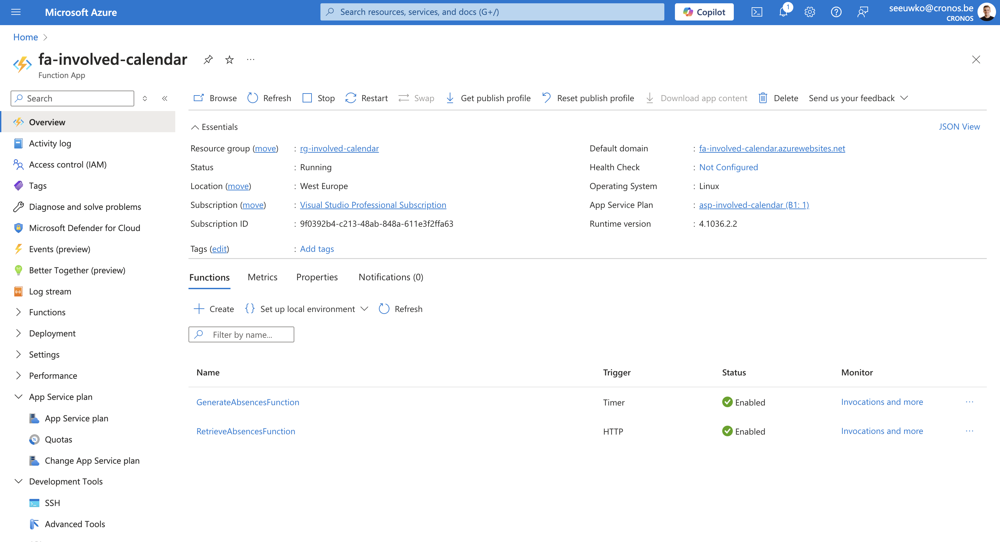 Microsoft Azure
Search resources, services, and docs (G+/)
Copilot
1
seeuwko@cronos.be
CRONOS
Home
fa-involved-calendar
Function App
Search
Browse
Refresh
Stop
Restart
Swap
Get publish profile
Reset publish profile
Download app content
Delete
Send us your feedback
Overview
Activity log
Access control (IAM)
Tags
Diagnose and solve problems
Microsoft Defender for Cloud
Events (preview)
Better Together (preview)
Log stream
Functions
Deployment
Settings
Performance
App Service plan
App Service plan
Quotas
Change App Service plan
Development Tools
SSH
Advanced Tools
Essentials
JSON View
Resource group (move) : rg-involved-calendar
Status : Running
Location (move) : West Europe
Subscription (move) : Visual Studio Professional Subscription
Subscription ID : 9f0392b4-c213-48ab-848a-611e3f2ffa63
Default domain : fa-involved-calendar.azurewebsites.net
Health Check : Not Configured
Operating System : Linux
App Service Plan : asp-involved-calendar (B1: 1)
Runtime version : 4.1036.2.2
Tags (edit) : Add tags
Functions
Metrics
Properties
Notifications (0)
Create
Set up local environment
Refresh
Filter by name...
Name Trigger Status Monitor
GenerateAbsencesFunction Timer Enabled Invocations and more
RetrieveAbsencesFunction HTTP Enabled Invocations and more